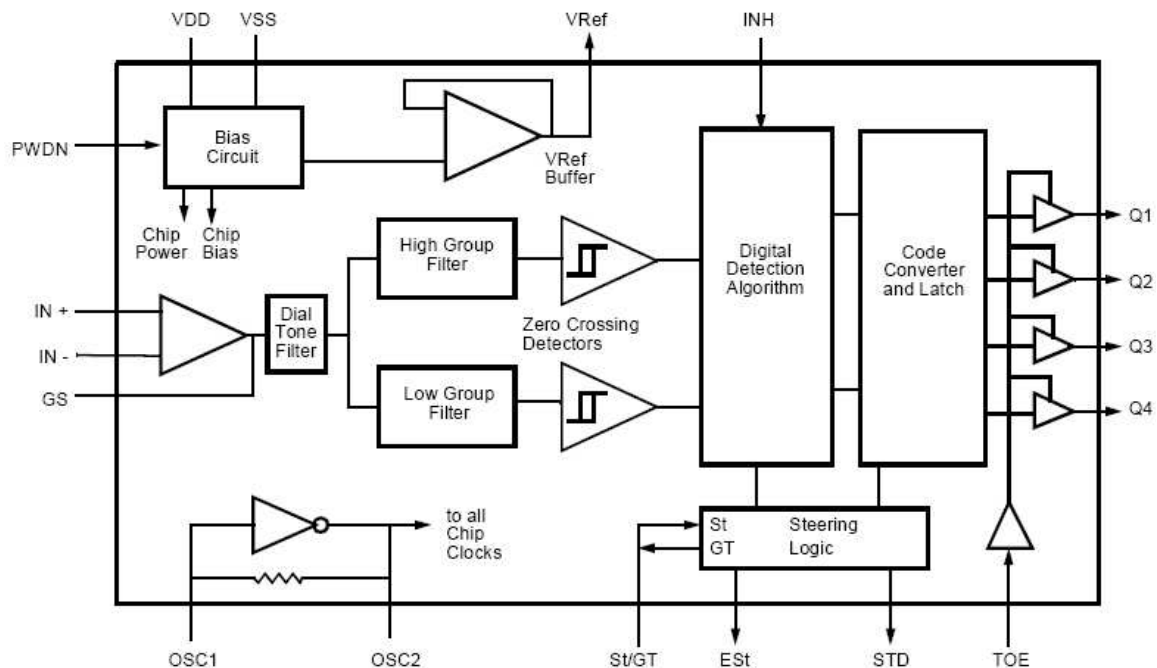 VDD
VSS
VRef
INH
PWDN
Bias
Circuit
VRef
Buffer
Chip
Power
Chip
Bias
High Group
Filter
Digital
Detection
Algorithm
Code
Converter
and Latch
Q1
Q2
Q3
Q4
IN +
IN -
GS
Dial
Tone
Filter
Zero Crossing
Detectors
Low Group
Filter
to all
Chip
Clocks
St
GT
Steering
Logic
OSC1
OSC2
St/GT
ESt
STD
TOE